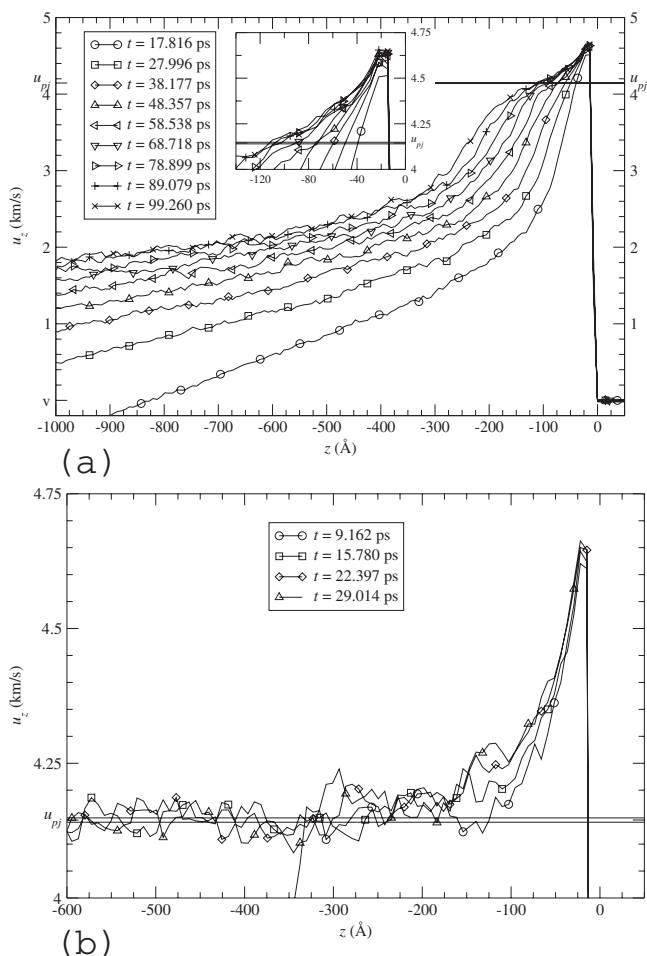 (a)
t = 17.816 ps
t = 27.996 ps
t = 38.177 ps
t = 48.357 ps
t = 58.538 ps
t = 68.718 ps
t = 78.899 ps
t = 89.079 ps
t = 99.260 ps
4.75
4.5
4.25
u_pj
4
-120 -80 -40 0
5
u_pj
4
3
2
1
v
5
u_pj
4
3
2
1
v
u_z (km/s)
-1000 -900 -800 -700 -600 -500 -400 -300 -200 -100 0
z (Å)
(b)
t = 9.162 ps
t = 15.780 ps
t = 22.397 ps
t = 29.014 ps
4.75
4.5
4.25
u_pj
4
u_z (km/s)
-600 -500 -400 -300 -200 -100 0
z (Å)